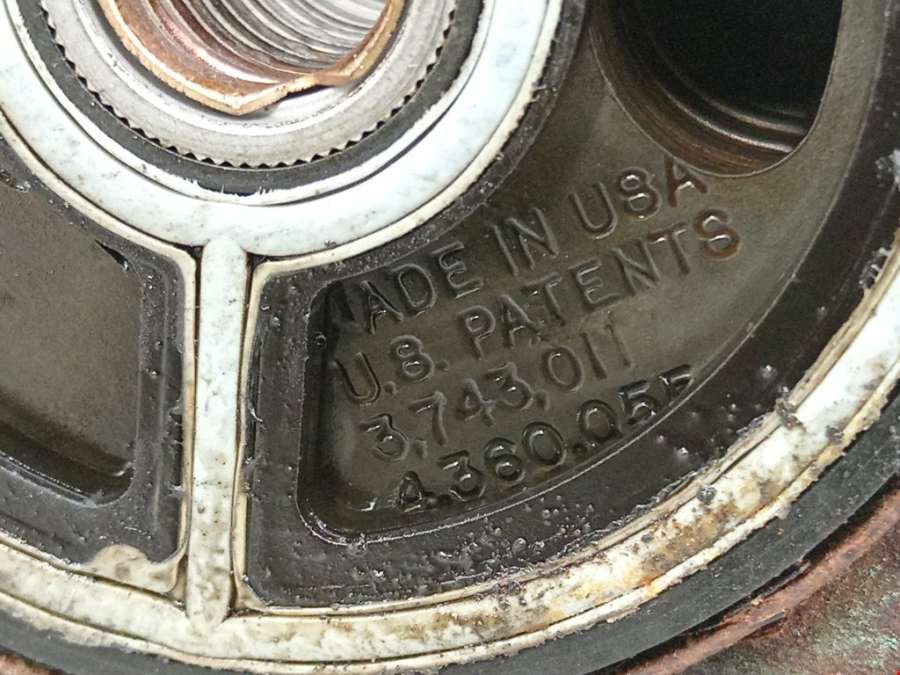 MADE IN USA
U.S. PATENTS
3,743,011
4,360,055